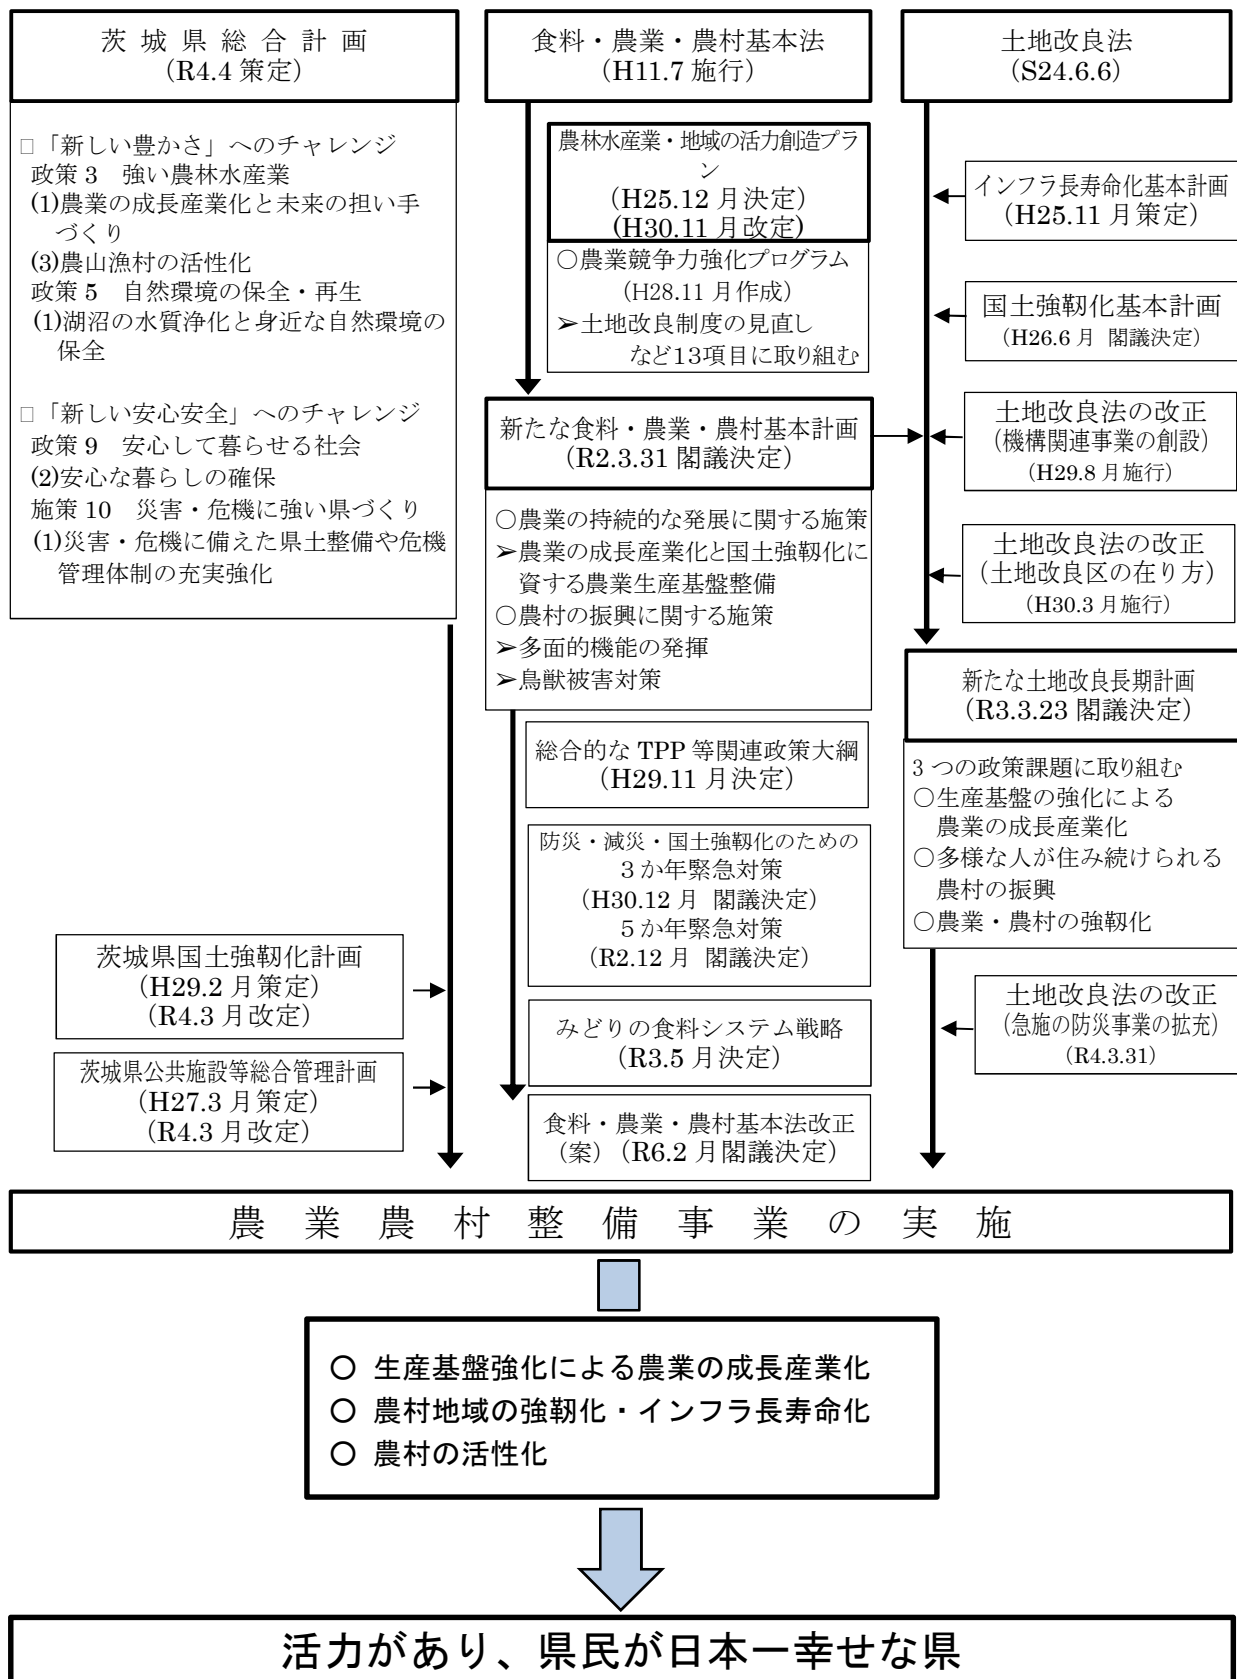 茨城県総合計画
(R4.4 策定)
□「新しい豊かさ」へのチャレンジ
政策 3　強い農林水産業
(1)農業の成長産業化と未来の担い手
づくり
(3)農山漁村の活性化
政策 5　自然環境の保全・再生
(1)湖沼の水質浄化と身近な自然環境の
保全
□「新しい安心安全」へのチャレンジ
政策 9　安心して暮らせる社会
(2)安心な暮らしの確保
施策 10　災害・危機に強い県づくり
(1)災害・危機に備えた県土整備や危機
管理体制の充実強化
茨城県国土強靭化計画
(H29.2 月策定)
(R4.3 月改定)
茨城県公共施設等総合管理計画
(H27.3 月策定)
(R4.3 月改定)
食料・農業・農村基本法
(H11.7 施行)
農林水産業・地域の活力創造プラ
ン
(H25.12 月決定)
(H30.11 月改定)
○農業競争力強化プログラム
(H28.11 月作成)
➢土地改良制度の見直し
など13項目に取り組む
新たな食料・農業・農村基本計画
(R2.3.31 閣議決定)
○農業の持続的な発展に関する施策
➢農業の成長産業化と国土強靭化に
資する農業生産基盤整備
○農村の振興に関する施策
➢多面的機能の発揮
➢鳥獣被害対策
総合的な TPP 等関連政策大綱
(H29.11 月決定)
防災・減災・国土強靭化のための
３か年緊急対策
(H30.12 月 閣議決定)
５か年緊急対策
(R2.12 月 閣議決定)
みどりの食料システム戦略
(R3.5 月決定)
食料・農業・農村基本法改正
(案) (R6.2 月閣議決定)
土地改良法
(S24.6.6)
インフラ長寿命化基本計画
(H25.11 月策定)
国土強靭化基本計画
(H26.6 月 閣議決定)
土地改良法の改正
(機構関連事業の創設)
(H29.8 月施行)
土地改良法の改正
(土地改良区の在り方)
(H30.3 月施行)
新たな土地改良長期計画
(R3.3.23 閣議決定)
3 つの政策課題に取り組む
○生産基盤の強化による
農業の成長産業化
○多様な人が住み続けられる
農村の振興
○農業・農村の強靭化
土地改良法の改正
(急施の防災事業の拡充)
(R4.3.31)
農業農村整備事業の実施
○ 生産基盤強化による農業の成長産業化
○ 農村地域の強靭化・インフラ長寿命化
○ 農村の活性化
活力があり、県民が日本一幸せな県